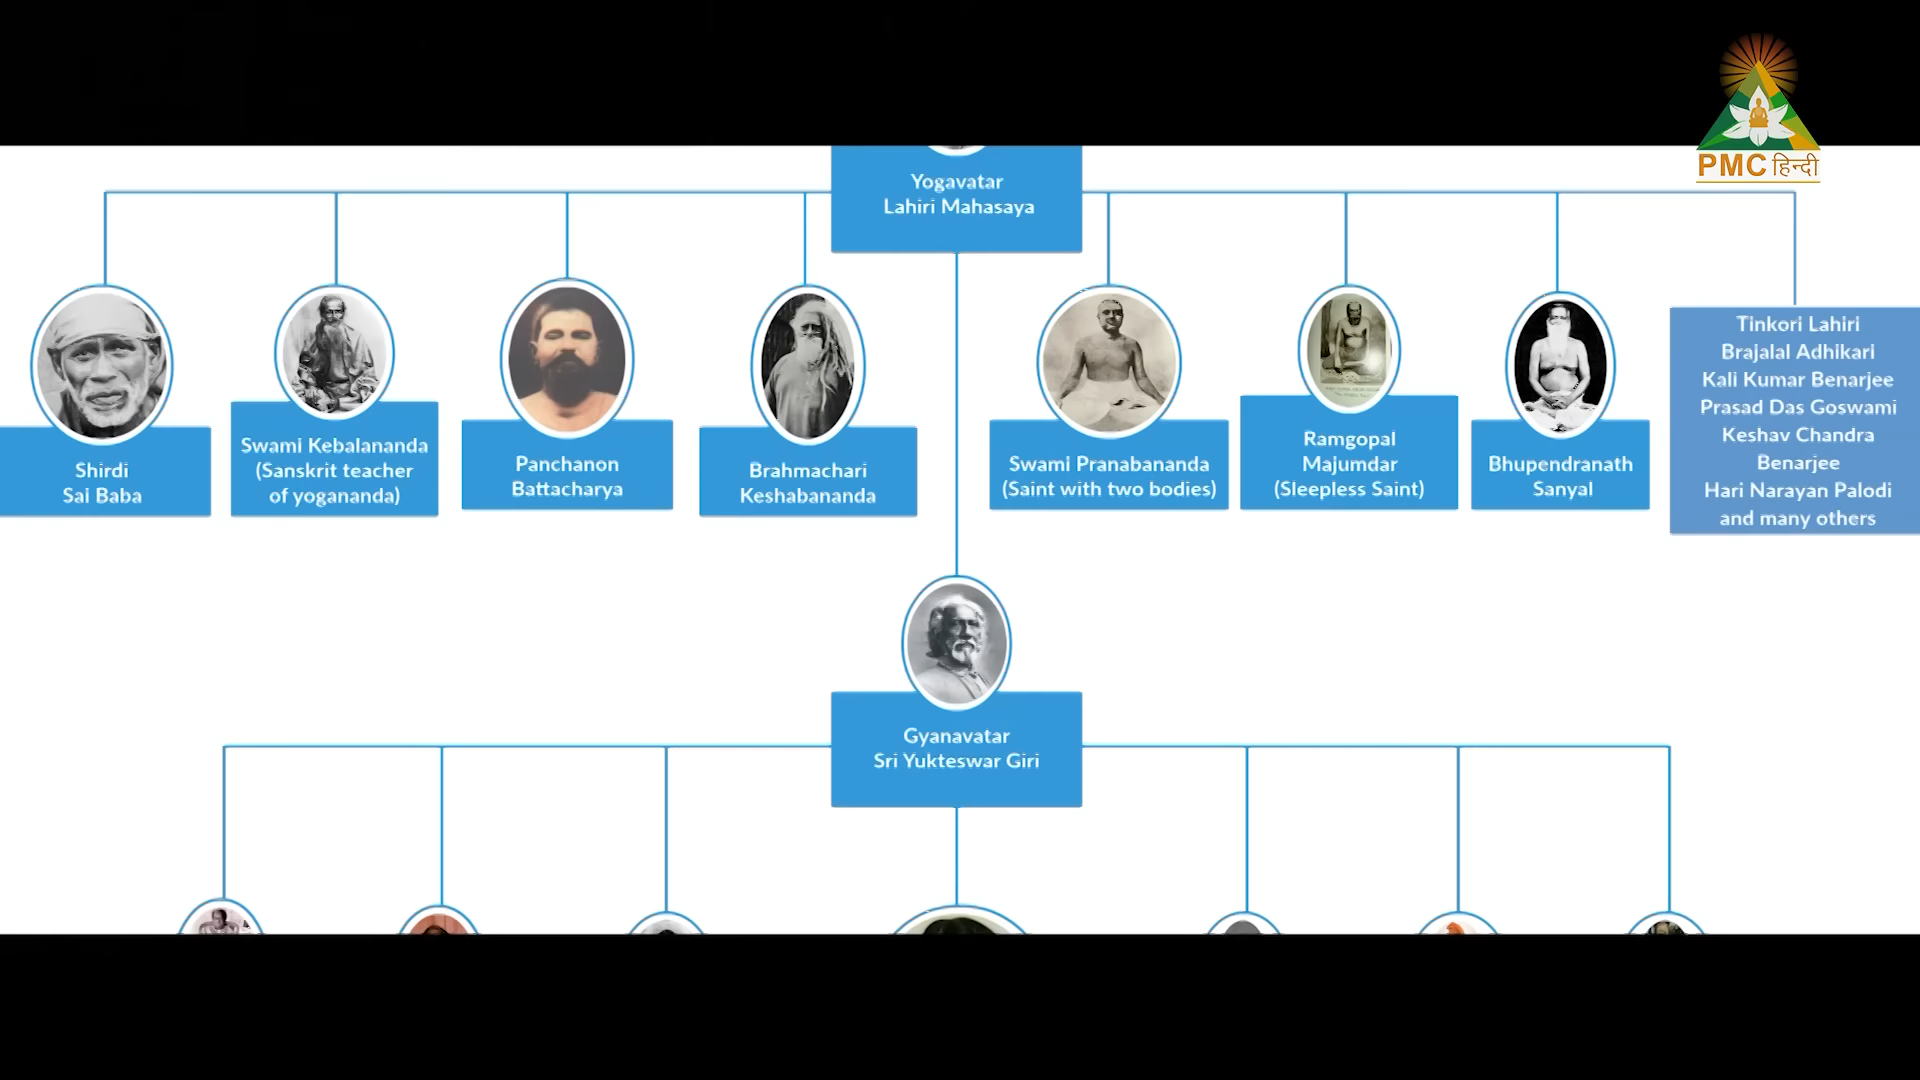 PMC हिन्दी
Yogavatar
Lahiri Mahasaya
Shirdi
Sai Baba
Swami Kebalananda
(Sanskrit teacher
of yogananda)
Panchanon
Battacharya
Brahmachari
Keshabananda
Swami Pranabananda
(Saint with two bodies)
Ramgopal
Majumdar
(Sleepless Saint)
Bhupendranath
Sanyal
Tinkori Lahiri
Brajalal Adhikari
Kali Kumar Benarjee
Prasad Das Goswami
Keshav Chandra
Benarjee
Hari Narayan Palodi
and many others
Gyanavatar
Sri Yukteswar Giri